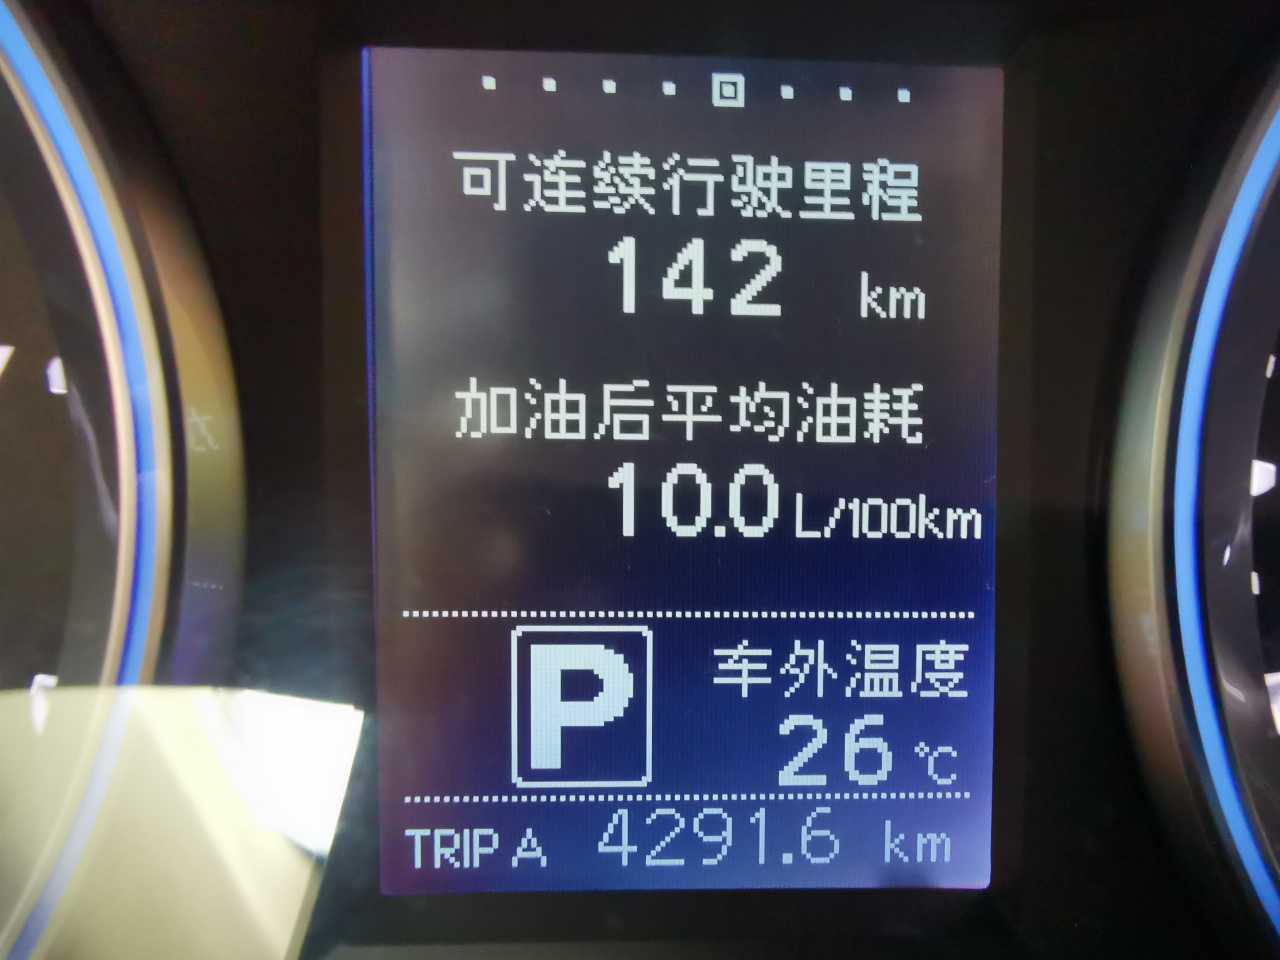 可连续行驶里程
142 km
加油后平均油耗
10.0 L/100km
P
车外温度
26 ℃
TRIP A 4291.6 km